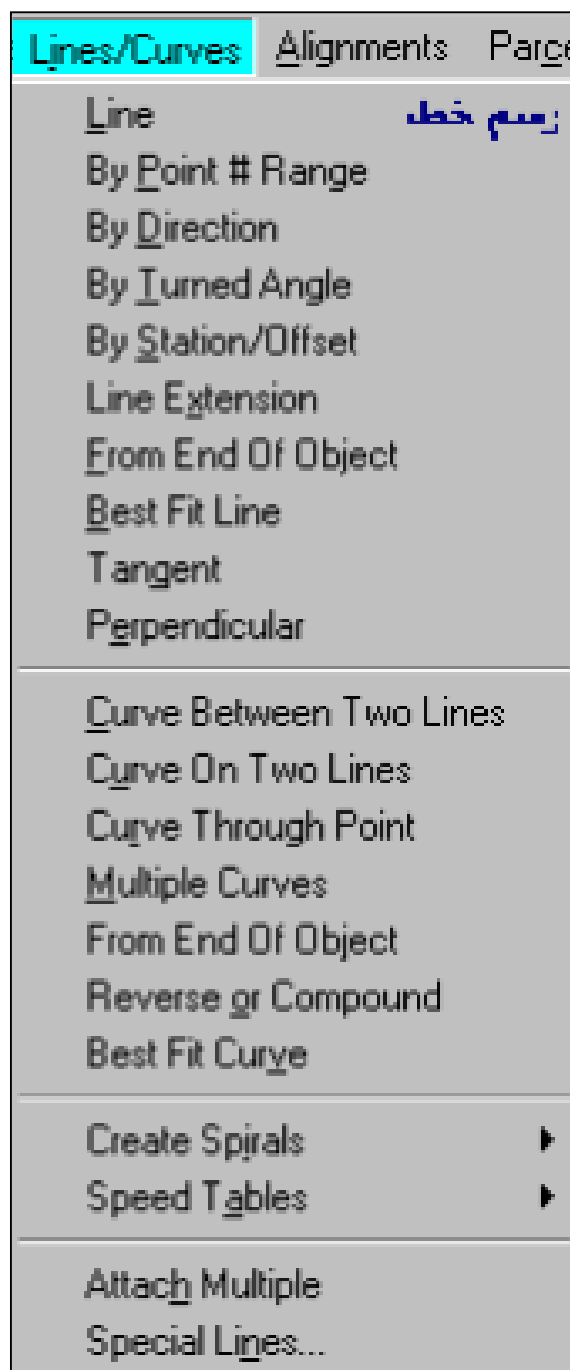 Lines/Curves Alignments Parce
Line رسم خط
By Point # Range
By Direction
By Turned Angle
By Station/Offset
Line Extension
From End Of Object
Best Fit Line
Tangent
Perpendicular
Curve Between Two Lines
Curve On Two Lines
Curve Through Point
Multiple Curves
From End Of Object
Reverse or Compound
Best Fit Curve
Create Spirals
Speed Tables
Attach Multiple
Special Lines...